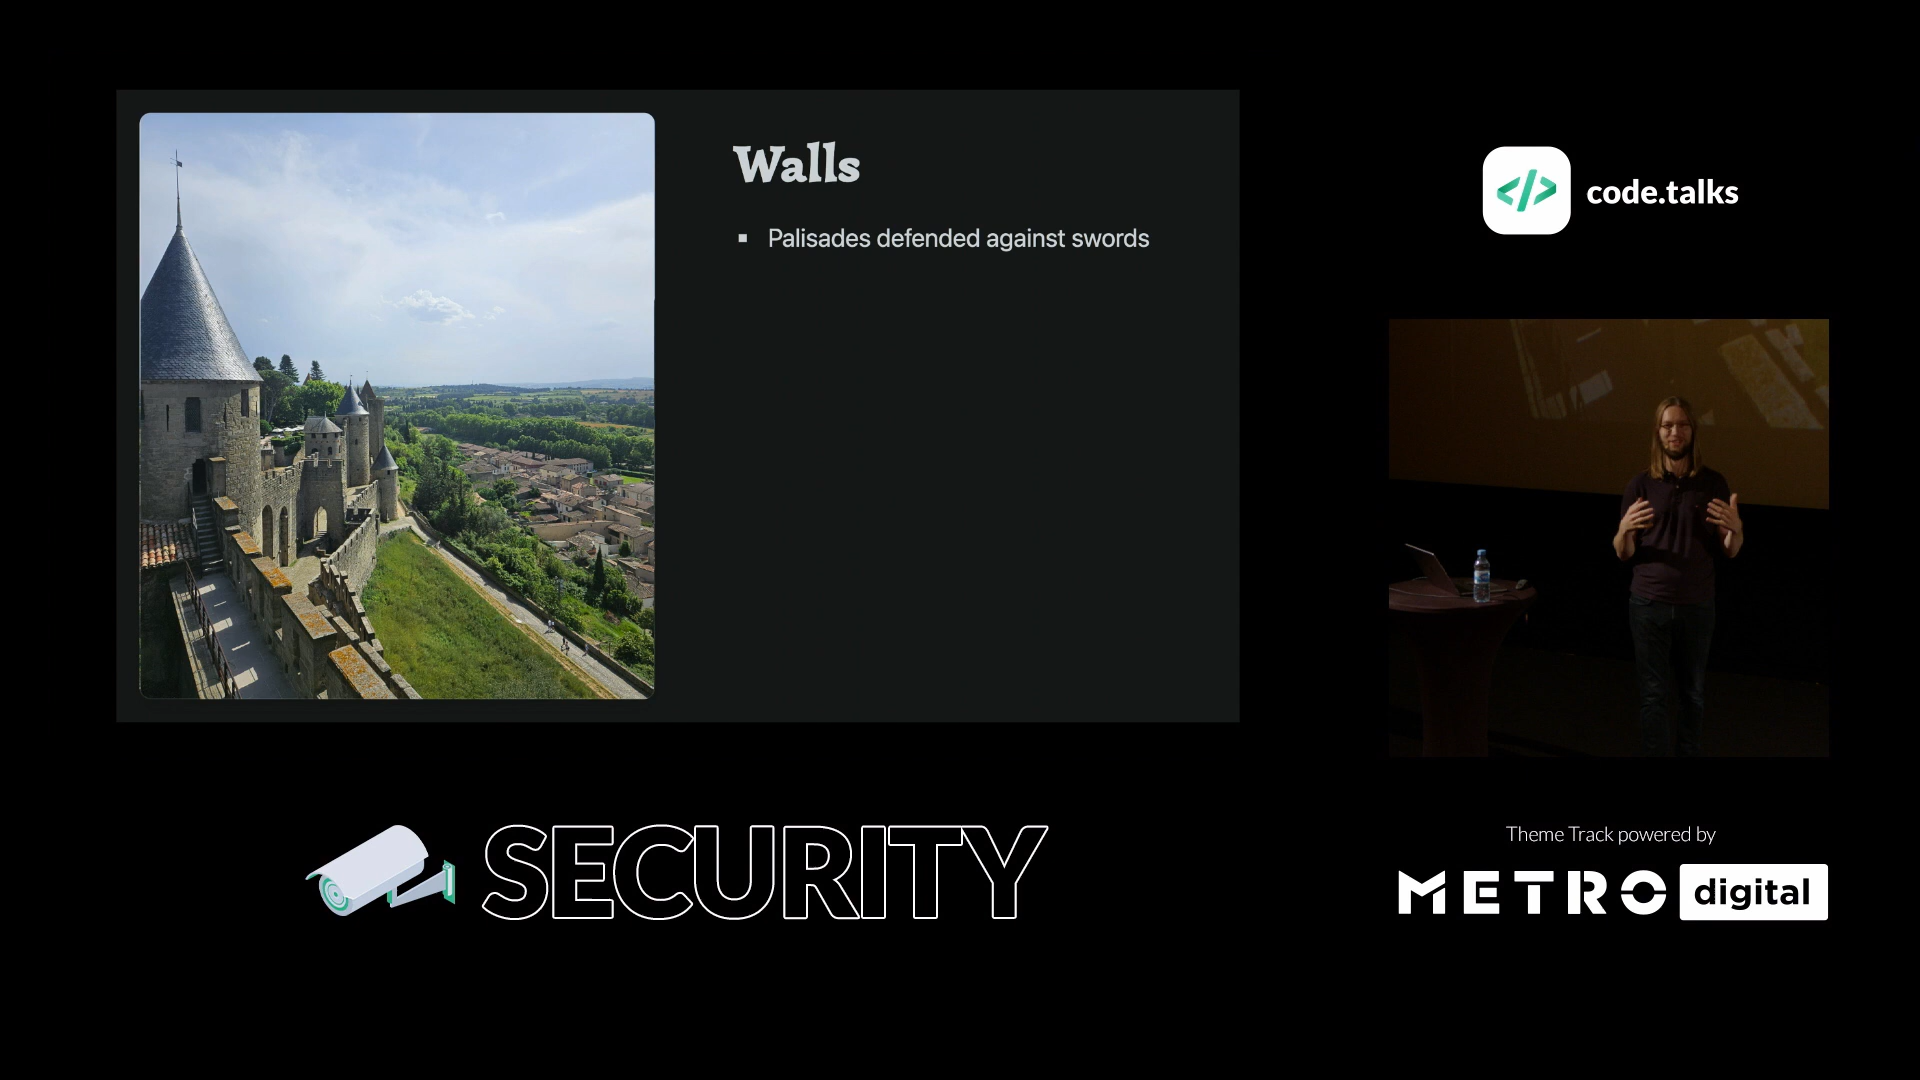 Walls
Palisades defended against swords
</> code.talks
SECURITY
Theme Track powered by
METRO digital